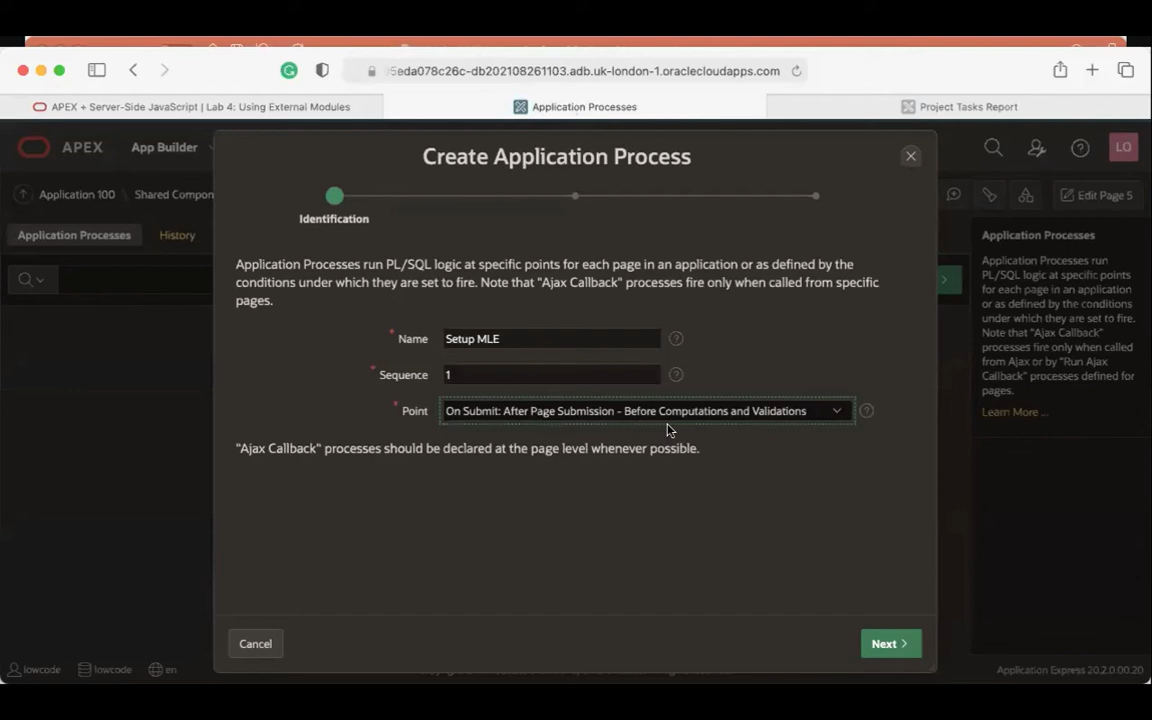 5eda078c26c-db202108261103.adb.uk-london-1.oraclecloudapps.com
APEX + Server-Side JavaScript | Lab 4: Using External Modules
Application Processes
Project Tasks Report
APEX
App Builder
LO
Application 100
Shared Compon
Edit Page 5
Create Application Process
Identification
Application Processes
History
Application Processes run PL/SQL logic at specific points for each page in an application or as defined by the
conditions under which they are set to fire. Note that "Ajax Callback" processes fire only when called from specific
pages.
* Name
Setup MLE
* Sequence
1
* Point
On Submit: After Page Submission - Before Computations and Validations
"Ajax Callback" processes should be declared at the page level whenever possible.
Application Processes
Application Processes run
PL/SQL logic at specific points
for each page in an application
or as defined by the conditions
under which they are set to fire.
Note that "Ajax Callback"
processes fire only when called
from Ajax or by "Run Ajax
Callback" processes defined for
pages.
Learn More ...
Cancel
Next
lowcode
lowcode
en
Application Express 20.2.0.00.20